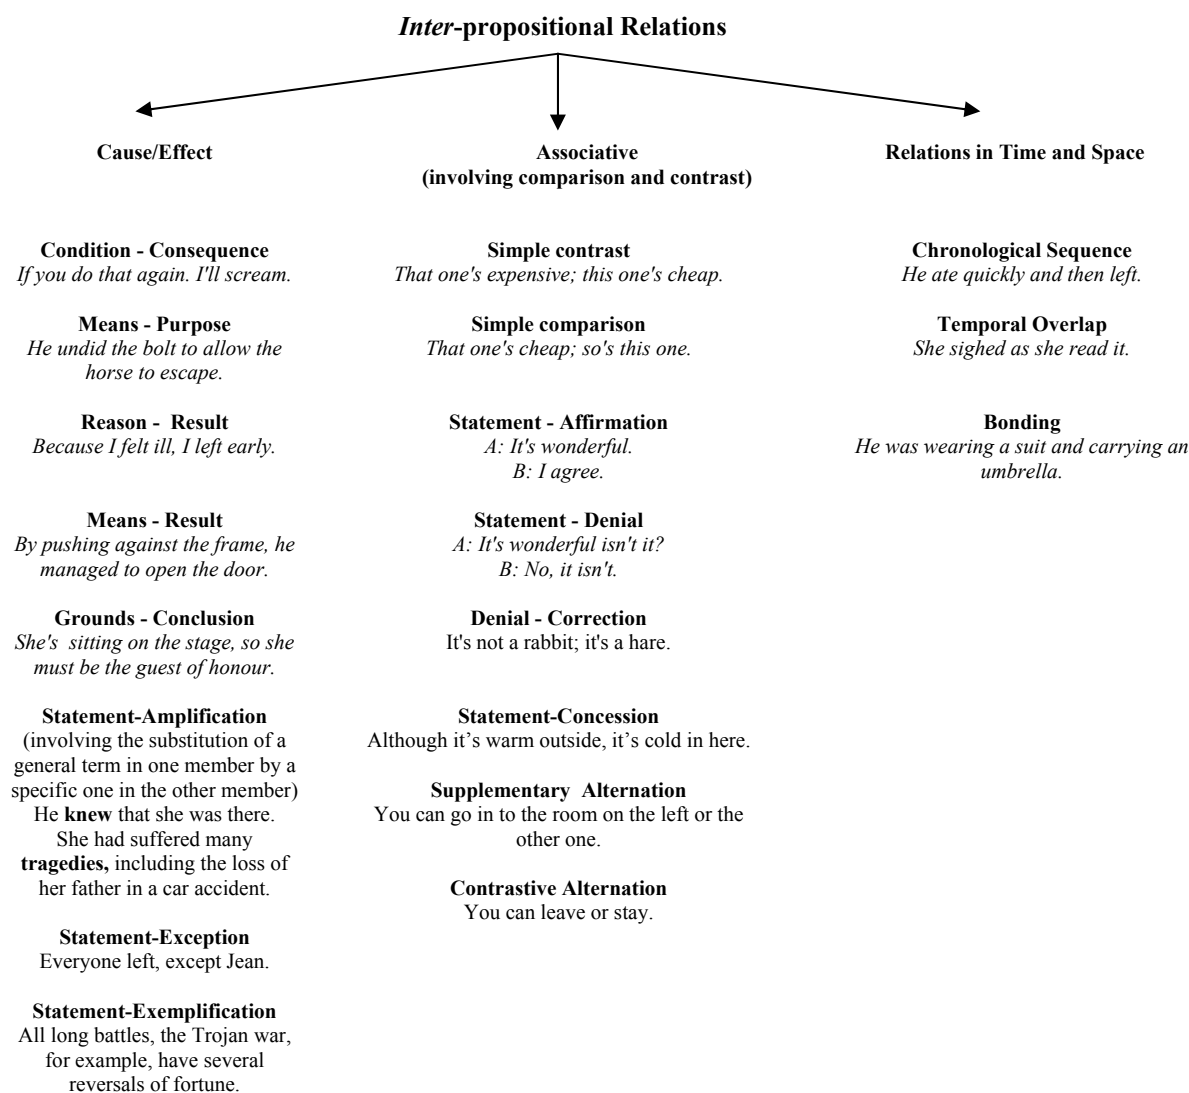 Inter-propositional Relations
Cause/Effect
Associative
(involving comparison and contrast)
Relations in Time and Space
Condition - Consequence
If you do that again. I'll scream.
Means - Purpose
He undid the bolt to allow the
horse to escape.
Reason - Result
Because I felt ill, I left early.
Means - Result
By pushing against the frame, he
managed to open the door.
Grounds - Conclusion
She's sitting on the stage, so she
must be the guest of honour.
Statement-Amplification
(involving the substitution of a
general term in one member by a
specific one in the other member)
He knew that she was there.
She had suffered many
tragedies, including the loss of
her father in a car accident.
Statement-Exception
Everyone left, except Jean.
Statement-Exemplification
All long battles, the Trojan war,
for example, have several
reversals of fortune.
Simple contrast
That one's expensive; this one's cheap.
Simple comparison
That one's cheap; so's this one.
Statement - Affirmation
A: It's wonderful.
B: I agree.
Statement - Denial
A: It's wonderful isn't it?
B: No, it isn't.
Denial - Correction
It's not a rabbit; it's a hare.
Statement-Concession
Although it’s warm outside, it’s cold in here.
Supplementary Alternation
You can go in to the room on the left or the
other one.
Contrastive Alternation
You can leave or stay.
Chronological Sequence
He ate quickly and then left.
Temporal Overlap
She sighed as she read it.
Bonding
He was wearing a suit and carrying an
umbrella.